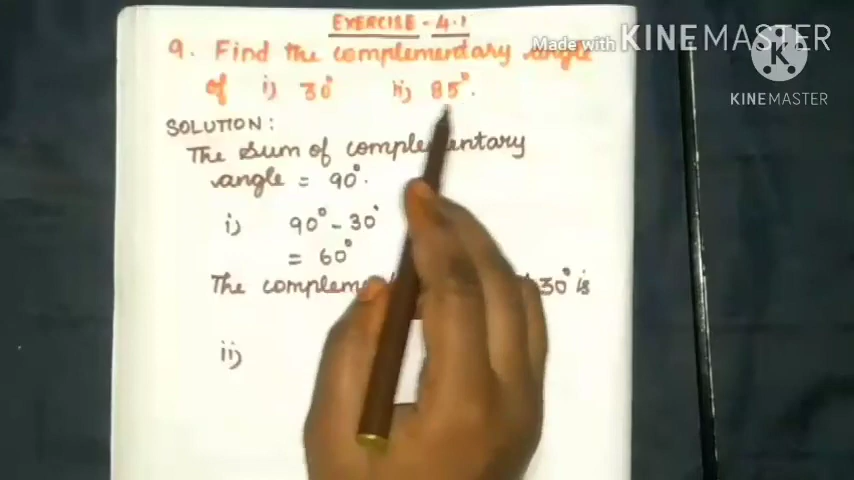 EXERCISE - 4.1
9. Find the complementary angle
of i) 30° ii) 85°.
SOLUTION:
The sum of complementary
angle = 90°.
i) 90° - 30°
= 60°
The 30° is
ii)
Made with KINEMASTER
K
KINEMASTER